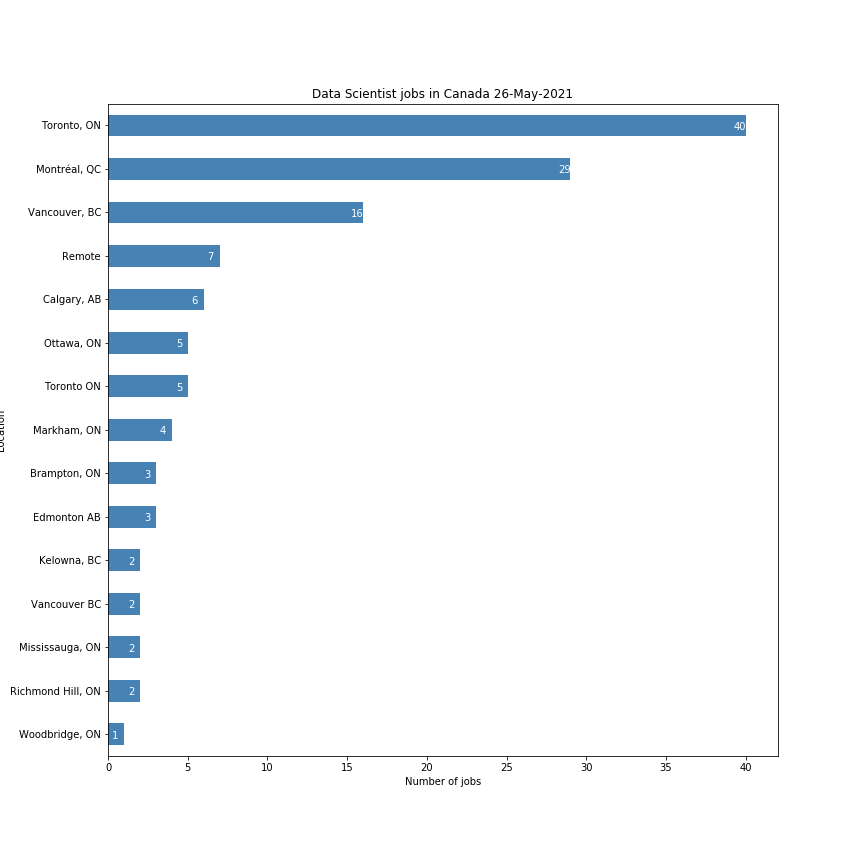 Data Scientist jobs in Canada 26-May-2021
Toronto, ON 40
Montréal, QC 29
Vancouver, BC 16
Remote 7
Calgary, AB 6
Ottawa, ON 5
Toronto ON 5
Markham, ON 4
Brampton, ON 3
Edmonton AB 3
Kelowna, BC 2
Vancouver BC 2
Mississauga, ON 2
Richmond Hill, ON 2
Woodbridge, ON 1
0 5 10 15 20 25 30 35 40
Number of jobs
Location